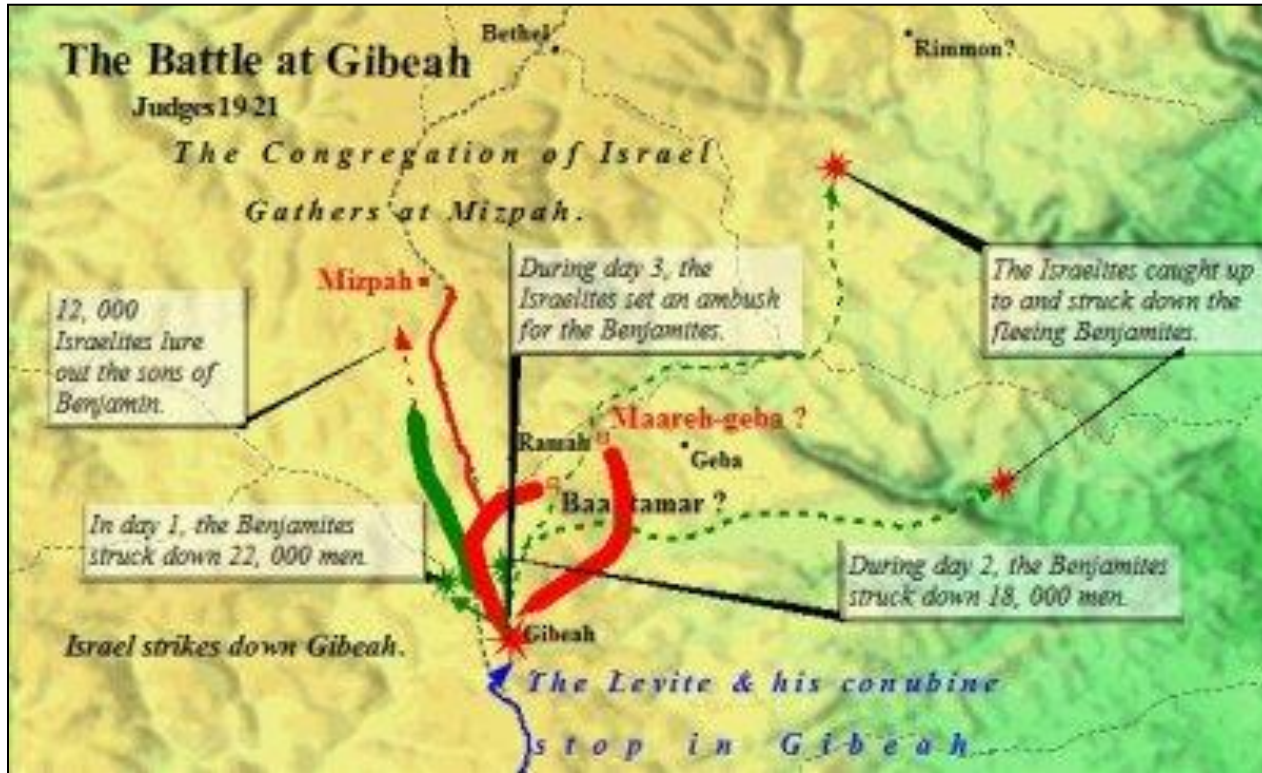 The Battle at Gibeah
Judges 19-21
Bethel
Rimmon?
The Congregation of Israel
Gathers at Mizpah.
Mizpah
12, 000
Israelites lure
out the sons of
Benjamin.
During day 3, the
Israelites set an ambush
for the Benjamites.
The Israelites caught up
to and struck down the
fleeing Benjamites.
Maareh-geba ?
Ramah
Geba
Baal tamar ?
In day 1, the Benjamites
struck down 22, 000 men.
During day 2, the Benjamites
struck down 18, 000 men.
Gibeah
Israel strikes down Gibeah.
The Levite & his conubine
stop in Gibeah